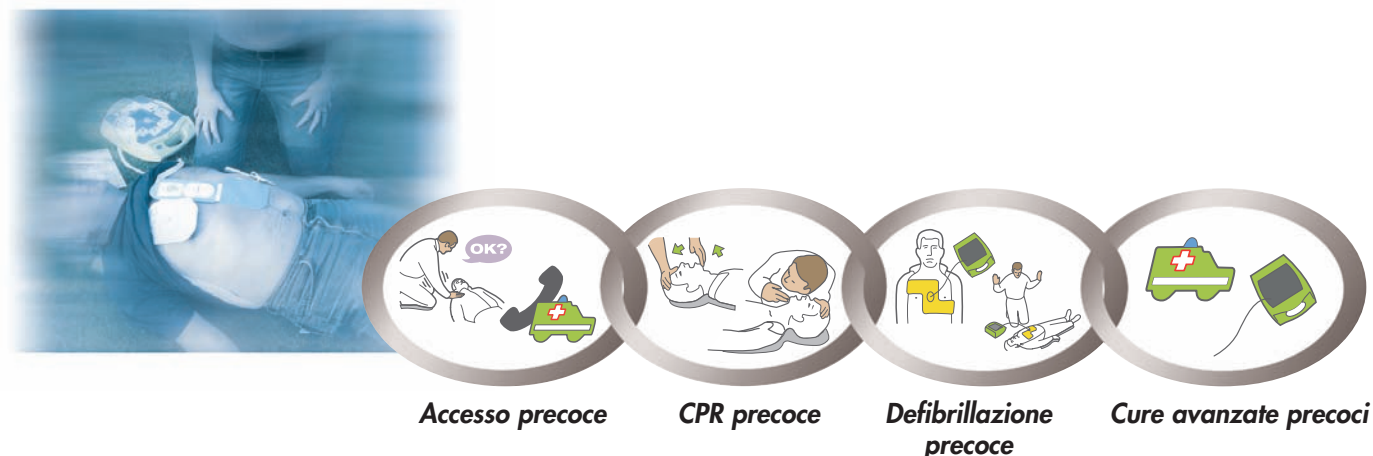 OK?
Accesso precoce
CPR precoce
Defibrillazione
precoce
Cure avanzate precoci